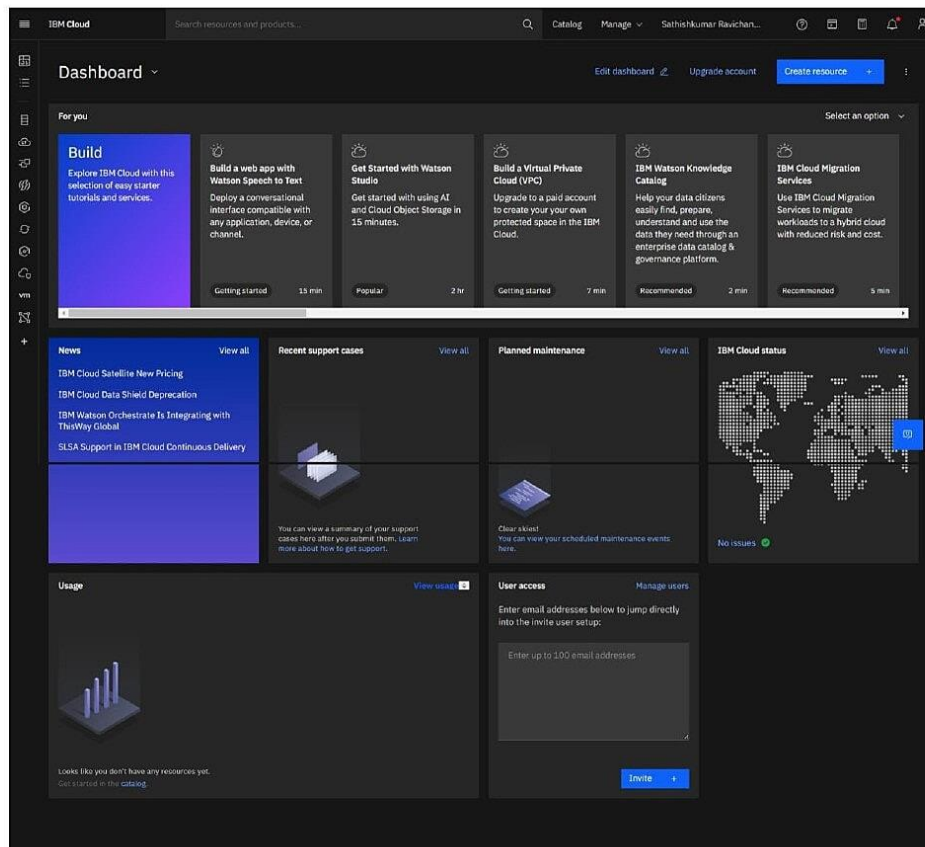 IBM Cloud
Search resources and products...
Catalog
Manage
Sathishkumar Ravichan...
Dashboard
Edit dashboard
Upgrade account
Create resource +
For you
Select an option
Build
Explore IBM Cloud with this
selection of easy starter
tutorials and services.
Build a web app with
Watson Speech to Text
Deploy a conversational
interface compatible with
any application, device, or
channel.
Getting started
15 min
Get Started with Watson
Studio
Get started with using AI
and Cloud Object Storage in
15 minutes.
Popular
2 hr
Build a Virtual Private
Cloud (VPC)
Upgrade to a paid account
to create your your own
protected space in the IBM
Cloud.
Getting started
7 min
IBM Watson Knowledge
Catalog
Help your data citizens
easily find, prepare,
understand and use the
data they need through an
enterprise data catalog &
governance platform.
Recommended
2 min
IBM Cloud Migration
Services
Use IBM Cloud Migration
Services to migrate
workloads to a hybrid cloud
with reduced risk and cost.
Recommended
5 min
vm
+
News
View all
IBM Cloud Satellite New Pricing
IBM Cloud Data Shield Deprecation
IBM Watson Orchestrate Is Integrating with
ThisWay Global
SLSA Support in IBM Cloud Continuous Delivery
Recent support cases
View all
You can view a summary of your support
cases here after you submit them. Learn
more about how to get support.
Planned maintenance
View all
Clear skies!
You can view your scheduled maintenance events
here.
IBM Cloud status
View all
No issues
Usage
View usage
Looks like you don't have any resources yet.
Get started in the catalog.
User access
Manage users
Enter email addresses below to jump directly
into the invite user setup:
Enter up to 100 email addresses
Invite +